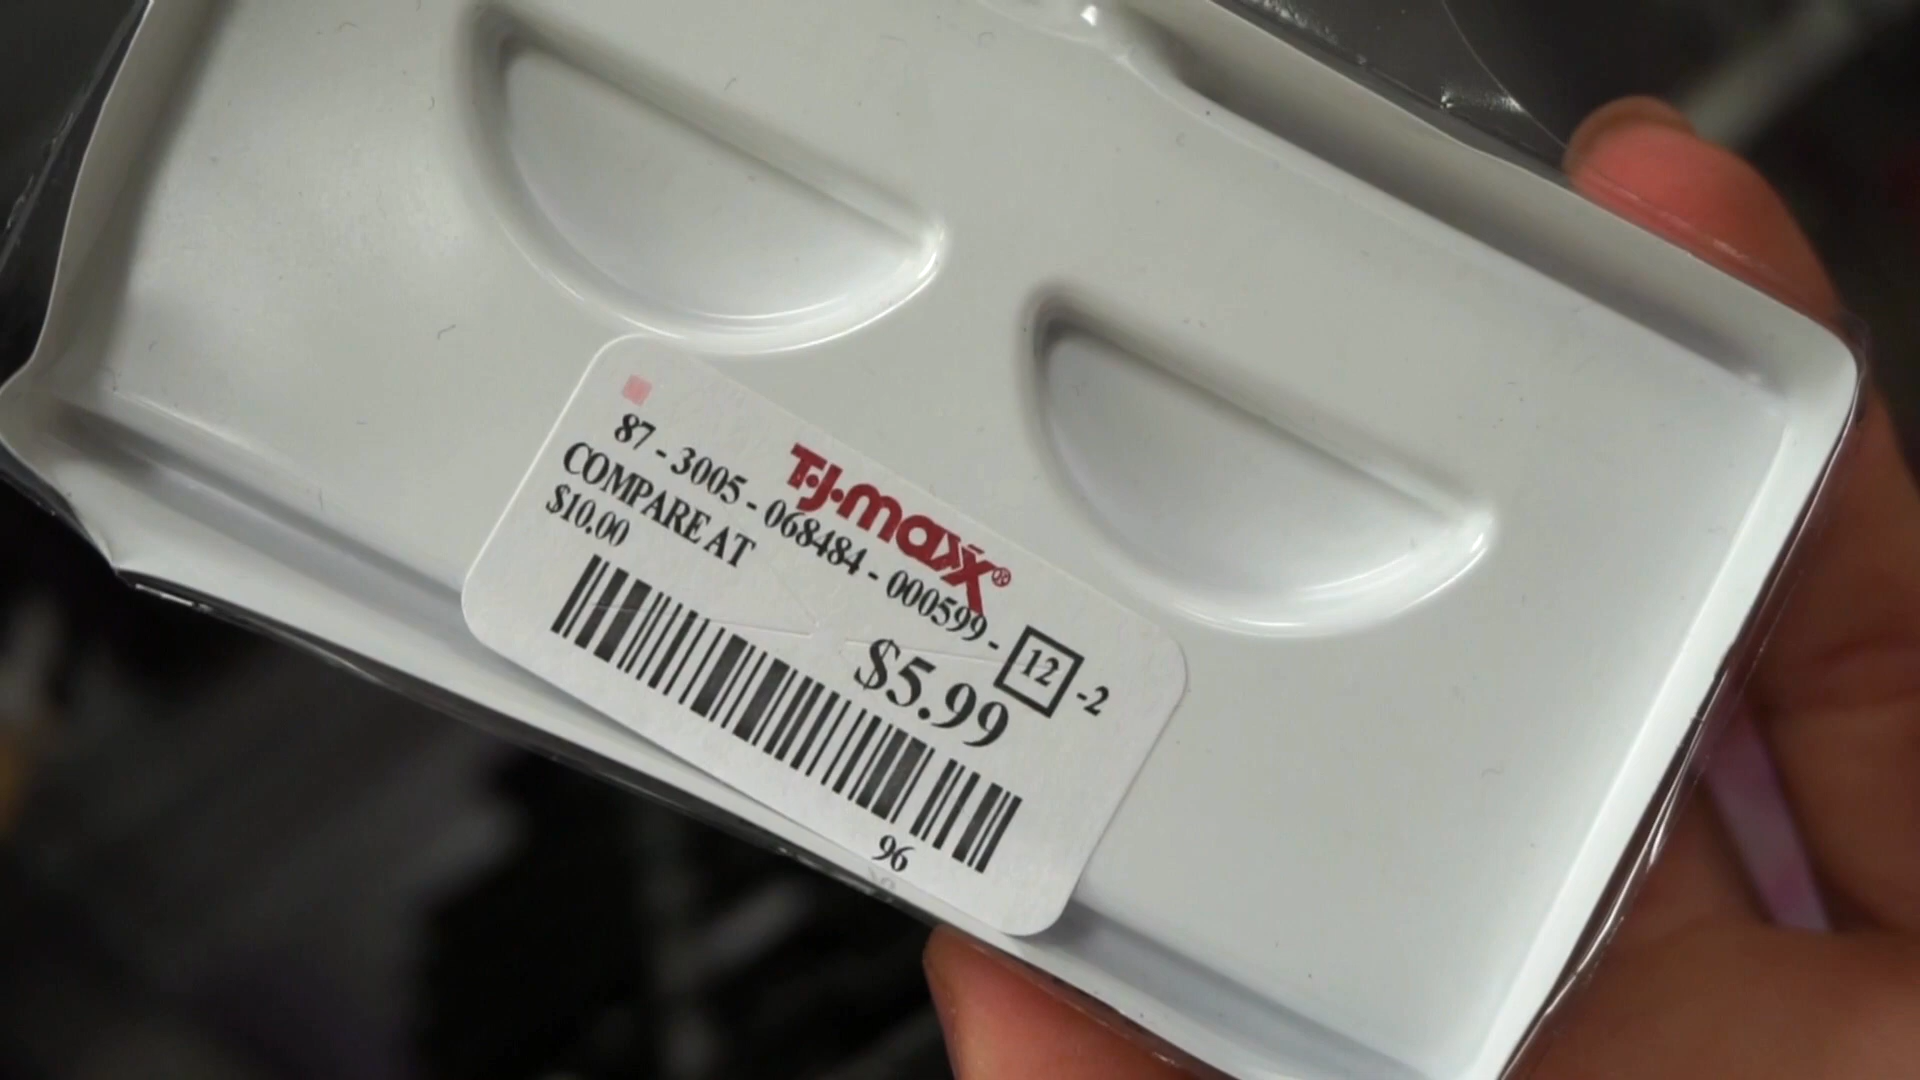 T·J·maxx®
87 - 3005 - 068484 - 000599 - 12 -2
COMPARE AT
$10.00
$5.99
96